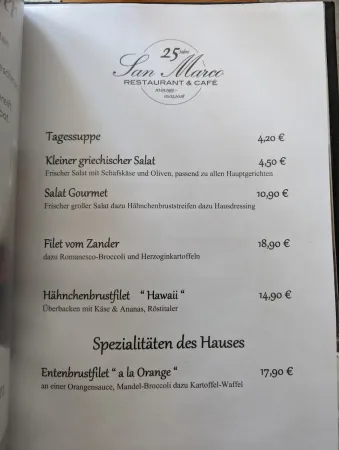 25 Jahre
San Marco
RESTAURANT & CAFÉ
Tagessuppe 4,20 €
Kleiner griechischer Salat 4,50 €
Frischer Salat mit Schafskäse und Oliven, passend zu allen Hauptgerichten
Salat Gourmet 10,90 €
Frischer großer Salat dazu Hähnchenbruststreifen dazu Hausdressing
Filet vom Zander 18,90 €
dazu Romanesco-Broccoli und Herzoginkartoffeln
Hähnchenbrustfilet “ Hawaii “ 14,90 €
Überbacken mit Käse & Ananas, Röstitaler
Spezialitäten des Hauses
Entenbrustfilet “ a la Orange “ 17,90 €
an einer Orangensauce, Mandel-Broccoli dazu Kartoffel-Waffel